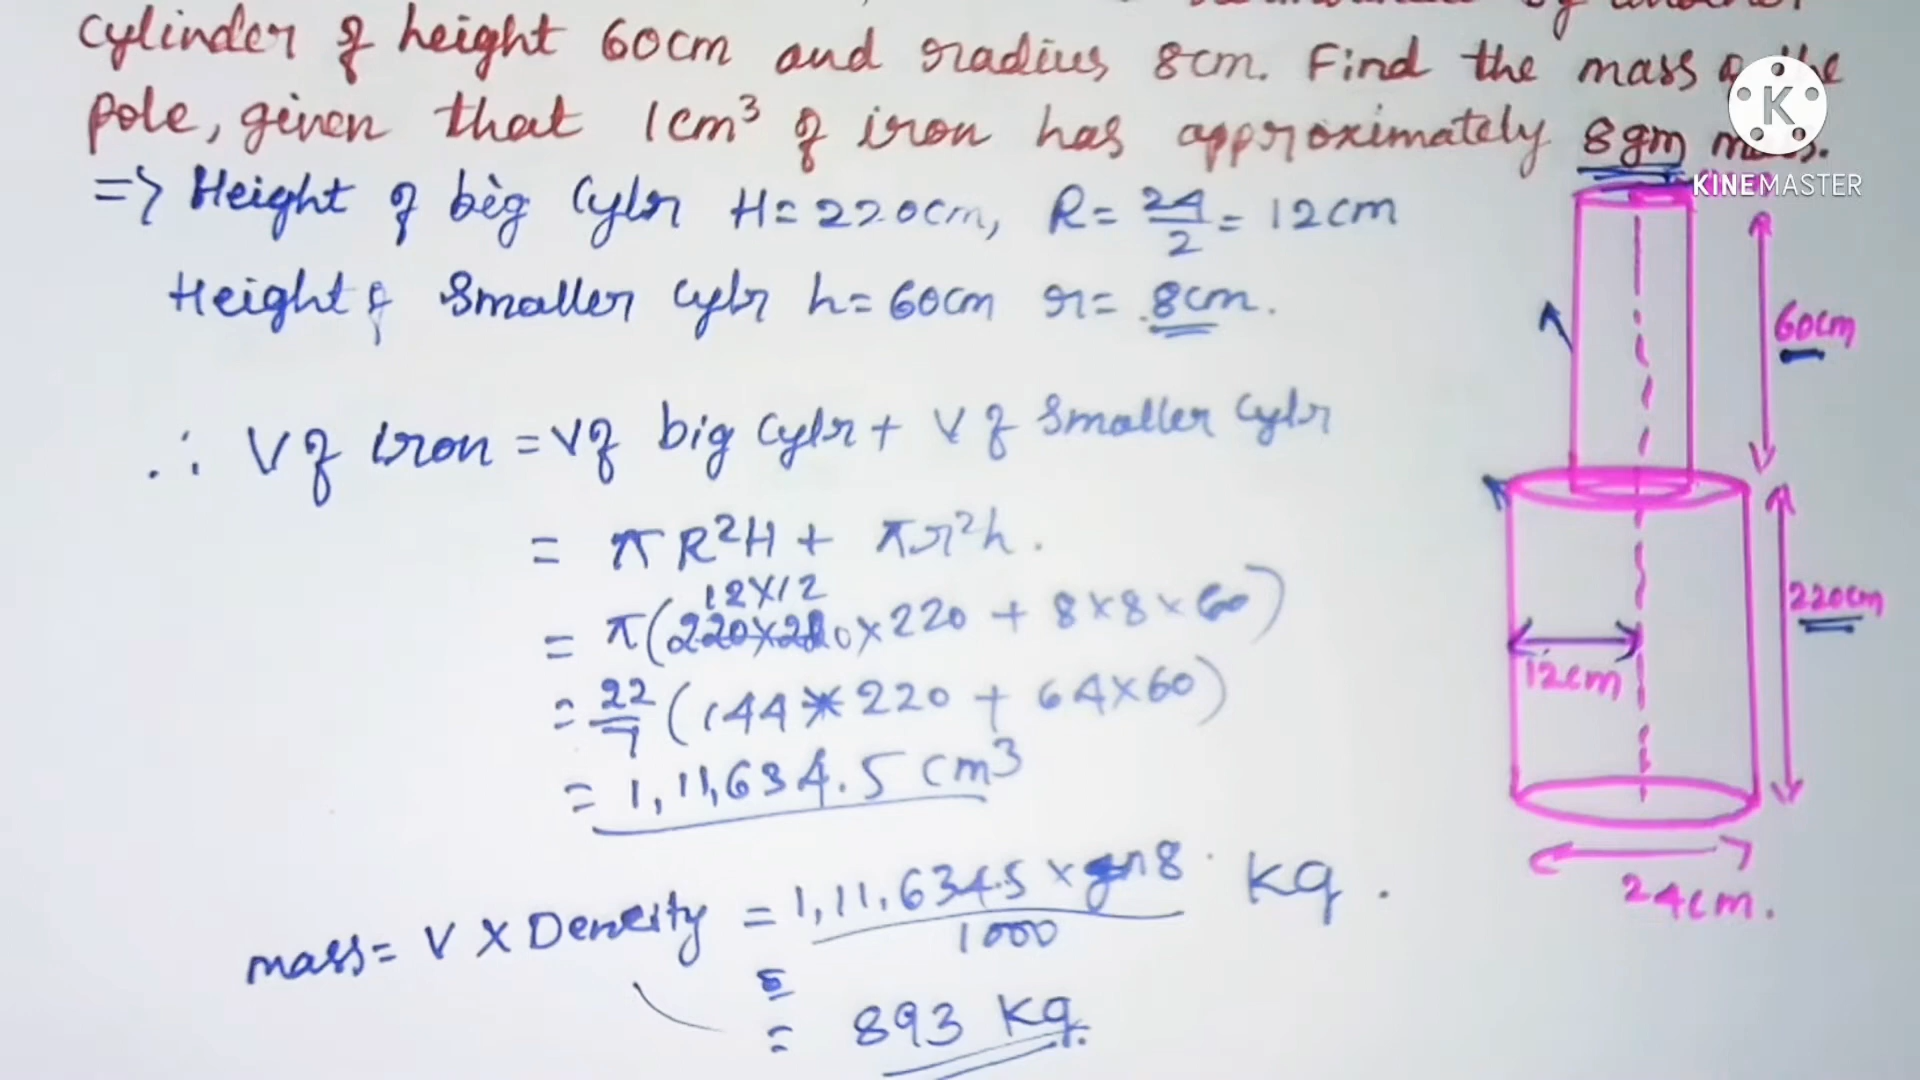 cylinder of height 60cm and radius 8cm. Find the mass of the
pole, given that 1cm³ of iron has approximately 8gm mass.
K
KINEMASTER
=> Height of big Cylr H=220cm, R= 24/2 = 12cm
Height of Smaller Cylr h=60cm r= 8cm.
60cm
∴ V of iron = V of big Cylr + V of Smaller Cylr
= πR²H + πr²h.
12×12
= π( ×220 + 8×8×60)
220cm
12cm
= 22/7 (144×220 + 64×60)
= 1,11,634.5 cm³
24cm.
mass = V × Density = 1,11,634.5 × 8 / 1000 Kg.
=
= 893 Kg.